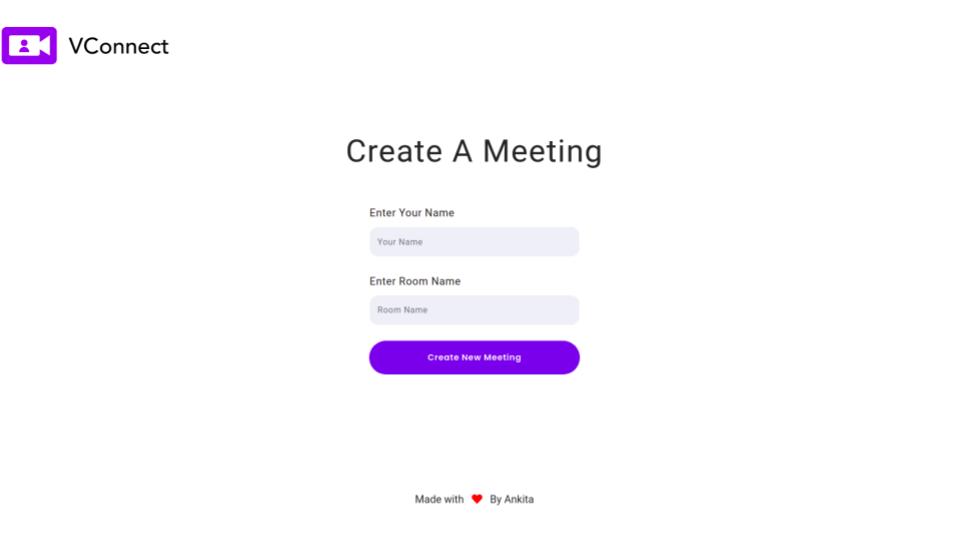 VConnect
Create A Meeting
Enter Your Name
Your Name
Enter Room Name
Room Name
Create New Meeting
Made with ❤ By Ankita